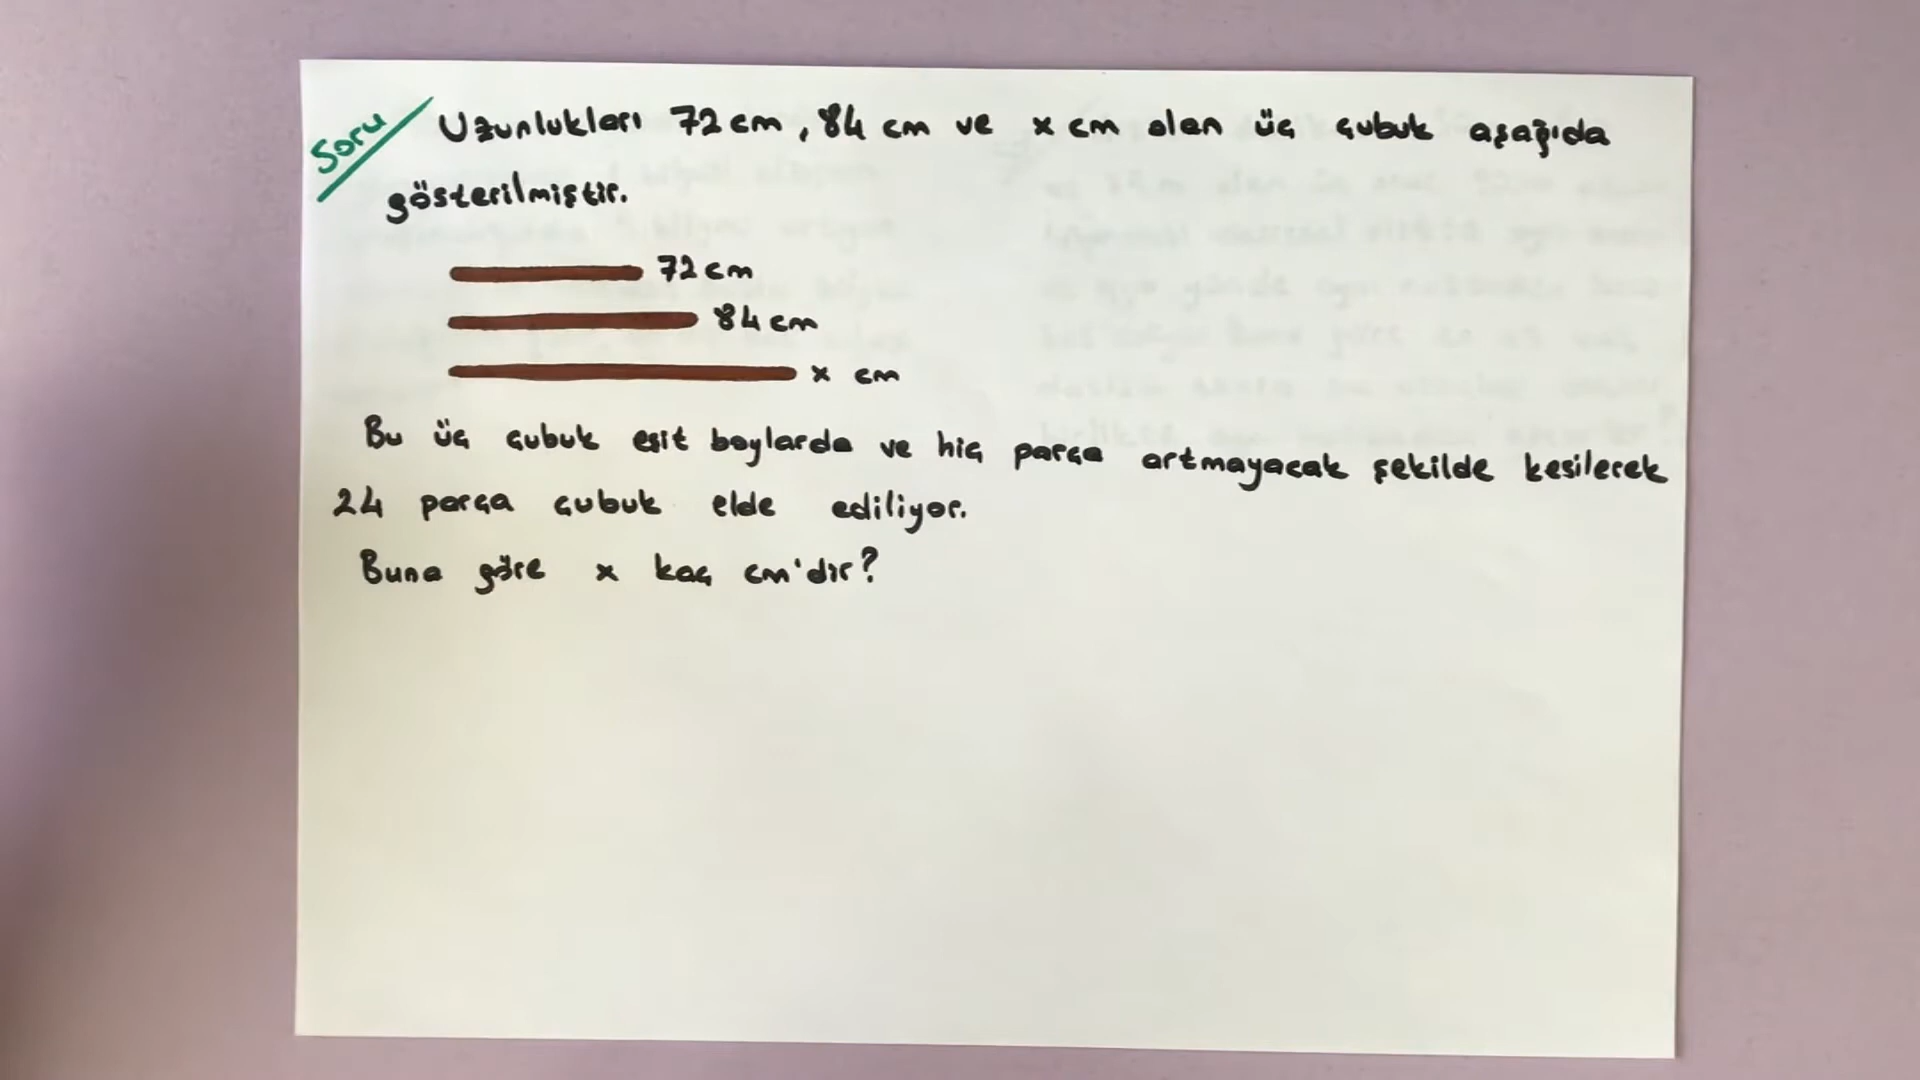 Soru
Uzunlukları 72 cm, 84 cm ve x cm olan üç çubuk aşağıda
gösterilmiştir.
72 cm
84 cm
x cm
Bu üç çubuk eşit boylarda ve hiç parça artmayacak şekilde kesilerek
24 parça çubuk elde ediliyor.
Buna göre x kaç cm'dir?